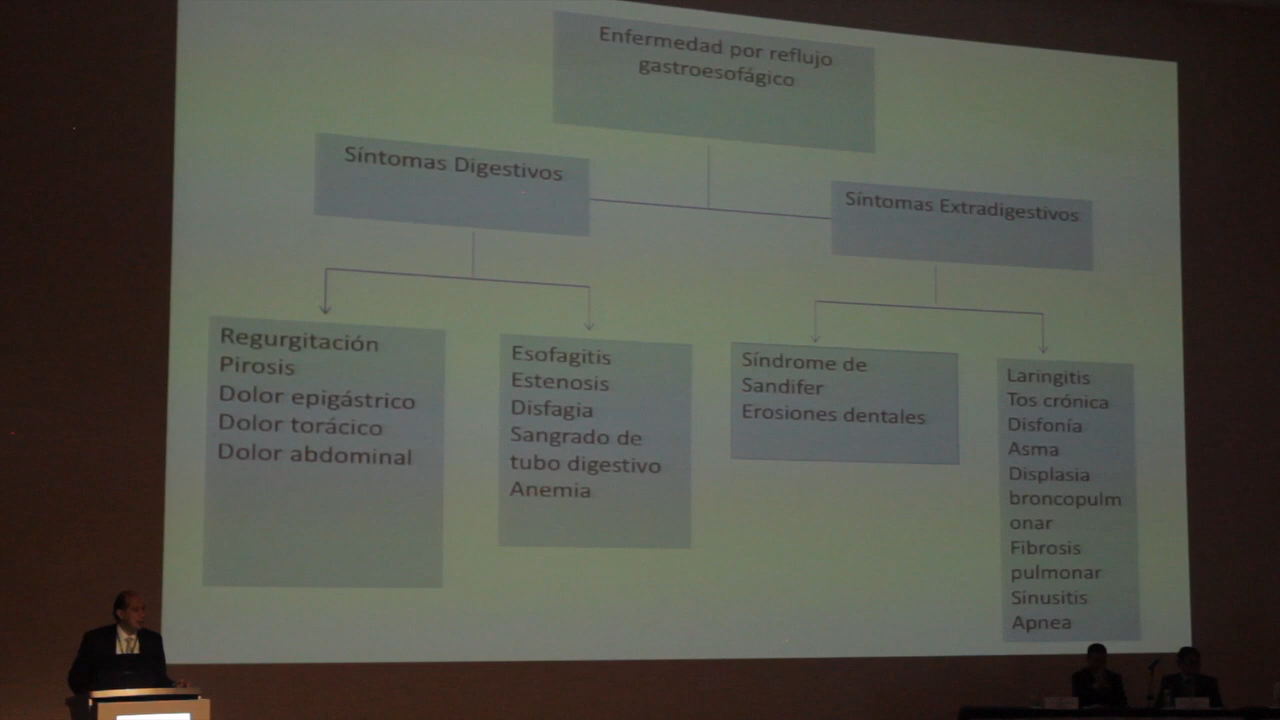 Enfermedad por reflujo
gastroesofágico
Síntomas Digestivos
Síntomas Extradigestivos
Regurgitación
Pirosis
Dolor epigástrico
Dolor torácico
Dolor abdominal
Esofagitis
Estenosis
Disfagia
Sangrado de
tubo digestivo
Anemia
Síndrome de
Sandifer
Erosiones dentales
Laringitis
Tos crónica
Disfonía
Asma
Displasia
broncopulm
onar
Fibrosis
pulmonar
Sinusitis
Apnea